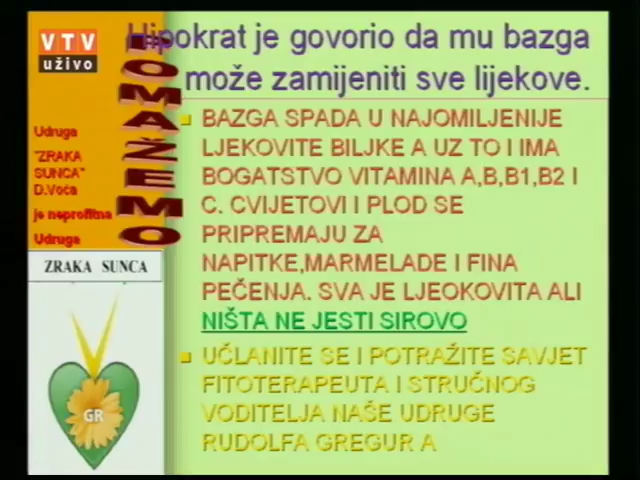 VTV
uživo
Hipokrat je govorio da mu bazga
može zamijeniti sve lijekove.
POMAŽEMO
Udruga
"ZRAKA
SUNCA"
D.Voća
je neprofitna
Udruga
ZRAKA SUNCA
GR
BAZGA SPADA U NAJOMILJENIJE
LJEKOVITE BILJKE A UZ TO I IMA
BOGATSTVO VITAMINA A,B,B1,B2 I
C. CVIJETOVI I PLOD SE
PRIPREMAJU ZA
NAPITKE,MARMELADE I FINA
PEČENJA. SVA JE LJEOKOVITA ALI
NIŠTA NE JESTI SIROVO
UČLANITE SE I POTRAŽITE SAVJET
FITOTERAPEUTA I STRUČNOG
VODITELJA NAŠE UDRUGE
RUDOLFA GREGUR A